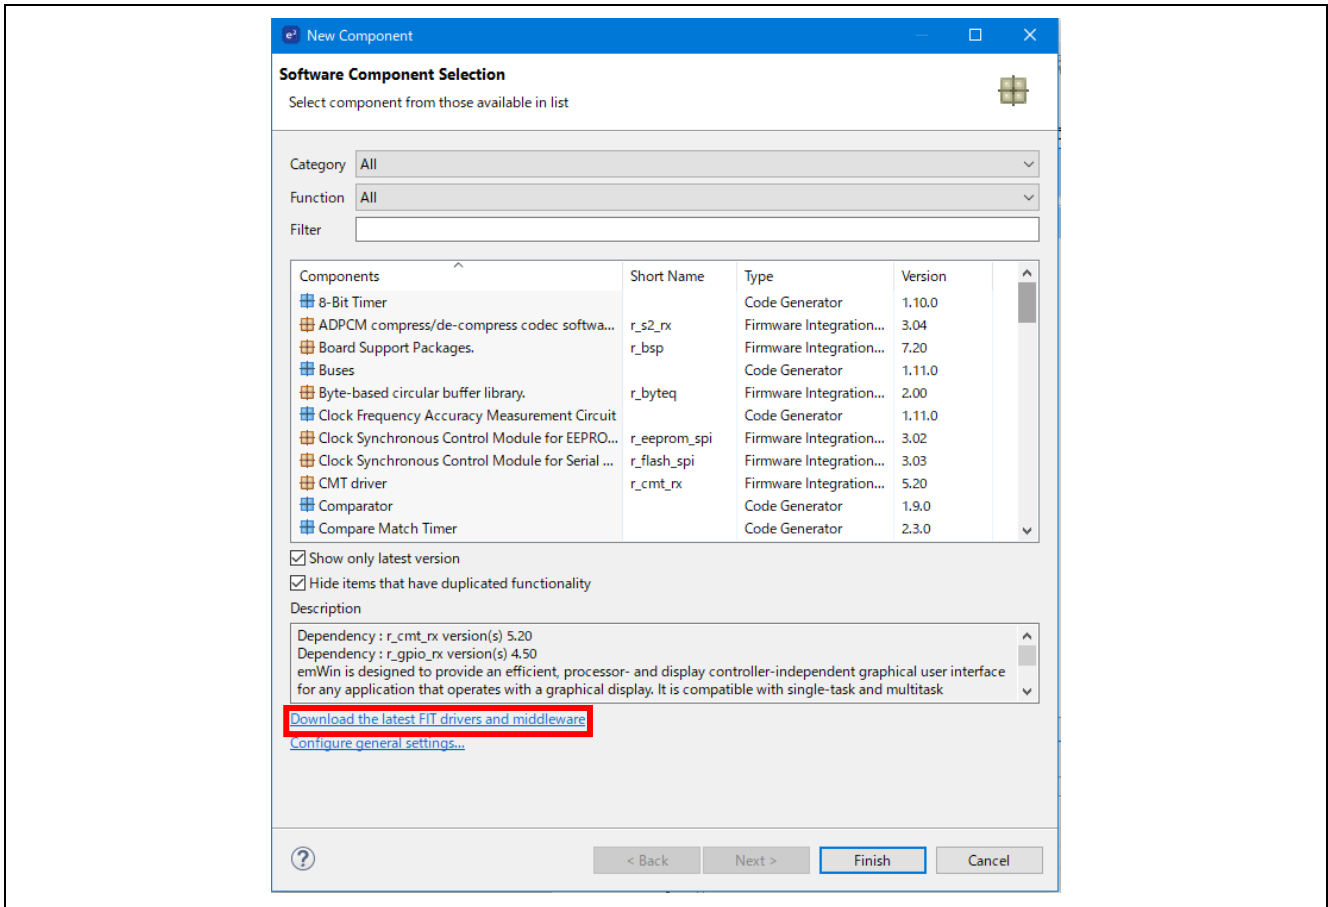 e² New Component
Software Component Selection
Select component from those available in list
Category All
Function All
Filter
Components Short Name Type Version
8-Bit Timer Code Generator 1.10.0
ADPCM compress/de-compress codec softwa... r_s2_rx Firmware Integration... 3.04
Board Support Packages. r_bsp Firmware Integration... 7.20
Buses Code Generator 1.11.0
Byte-based circular buffer library. r_byteq Firmware Integration... 2.00
Clock Frequency Accuracy Measurement Circuit Code Generator 1.11.0
Clock Synchronous Control Module for EEPRO... r_eeprom_spi Firmware Integration... 3.02
Clock Synchronous Control Module for Serial ... r_flash_spi Firmware Integration... 3.03
CMT driver r_cmt_rx Firmware Integration... 5.20
Comparator Code Generator 1.9.0
Compare Match Timer Code Generator 2.3.0
Show only latest version
Hide items that have duplicated functionality
Description
Dependency : r_cmt_rx version(s) 5.20
Dependency : r_gpio_rx version(s) 4.50
emWin is designed to provide an efficient, processor- and display controller-independent graphical user interface
for any application that operates with a graphical display. It is compatible with single-task and multitask
Download the latest FIT drivers and middleware
Configure general settings...
? < Back Next > Finish Cancel